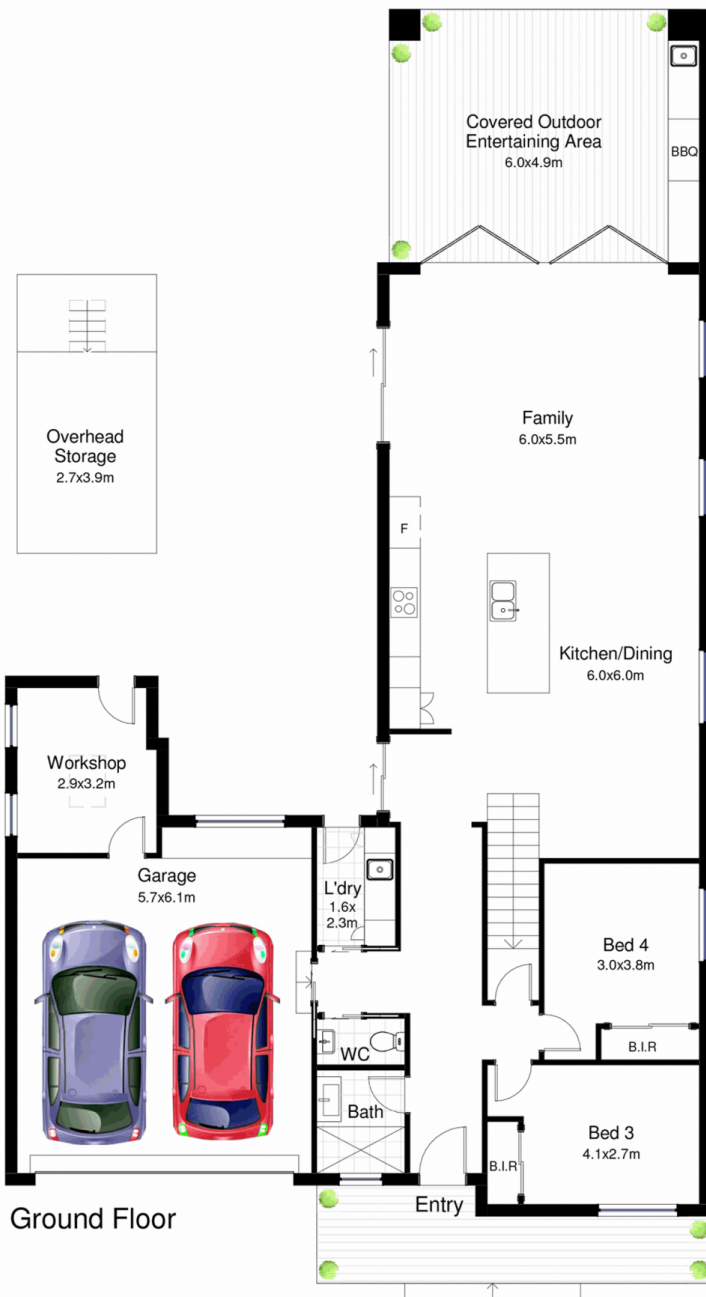 Covered Outdoor
Entertaining Area
6.0x4.9m
BBQ
Overhead
Storage
2.7x3.9m
Family
6.0x5.5m
F
Kitchen/Dining
6.0x6.0m
Workshop
2.9x3.2m
Garage
5.7x6.1m
L'dry
1.6x
2.3m
Bed 4
3.0x3.8m
B.I.R
WC
Bath
Bed 3
4.1x2.7m
B.I.R
Entry
Ground Floor